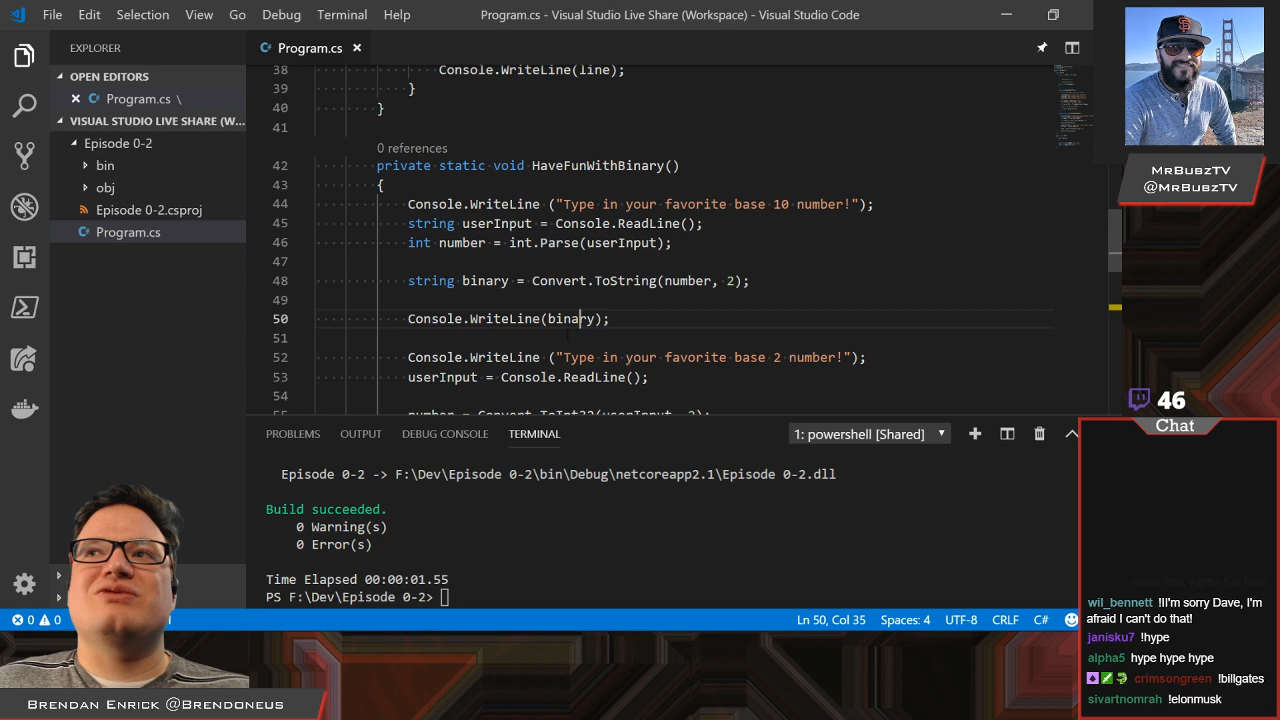 File Edit Selection View Go Debug Terminal Help
Program.cs - Visual Studio Live Share (Workspace) - Visual Studio Code
EXPLORER
OPEN EDITORS
Program.cs \
VISUAL STUDIO LIVE SHARE (W...
Episode 0-2
bin
obj
Episode 0-2.csproj
Program.cs
Program.cs
38 Console.WriteLine(line);
39 }
40 }
41
0 references
42 private static void HaveFunWithBinary()
43 {
44 Console.WriteLine ("Type in your favorite base 10 number!");
45 string userInput = Console.ReadLine();
46 int number = int.Parse(userInput);
47
48 string binary = Convert.ToString(number, 2);
49
50 Console.WriteLine(binary);
51
52 Console.WriteLine ("Type in your favorite base 2 number!");
53 userInput = Console.ReadLine();
54
55 number = Convert.ToInt32(userInput, 2);
PROBLEMS OUTPUT DEBUG CONSOLE TERMINAL
1: powershell [Shared]
Episode 0-2 -> F:\Dev\Episode 0-2\bin\Debug\netcoreapp2.1\Episode 0-2.dll
Build succeeded.
0 Warning(s)
0 Error(s)
Time Elapsed 00:00:01.55
PS F:\Dev\Episode 0-2>
0 0
Ln 50, Col 35 Spaces: 4 UTF-8 CRLF C#
MrBubzTV
@MrBubzTV
46
Chat
wil_bennett !II'm sorry Dave, I'm
afraid I can't do that!
janisku7 !hype
alpha5 hype hype hype
crimsongreen !billgates
sivartnomrah !elonmusk
Brendan Enrick @Brendoneus